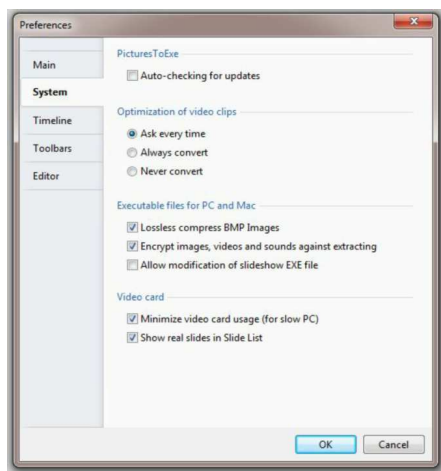 Preferences
Main
System
Timeline
Toolbars
Editor
PicturesToExe
Auto-checking for updates
Optimization of video clips
Ask every time
Always convert
Never convert
Executable files for PC and Mac
Lossless compress BMP Images
Encrypt images, videos and sounds against extracting
Allow modification of slideshow EXE file
Video card
Minimize video card usage (for slow PC)
Show real slides in Slide List
OK
Cancel